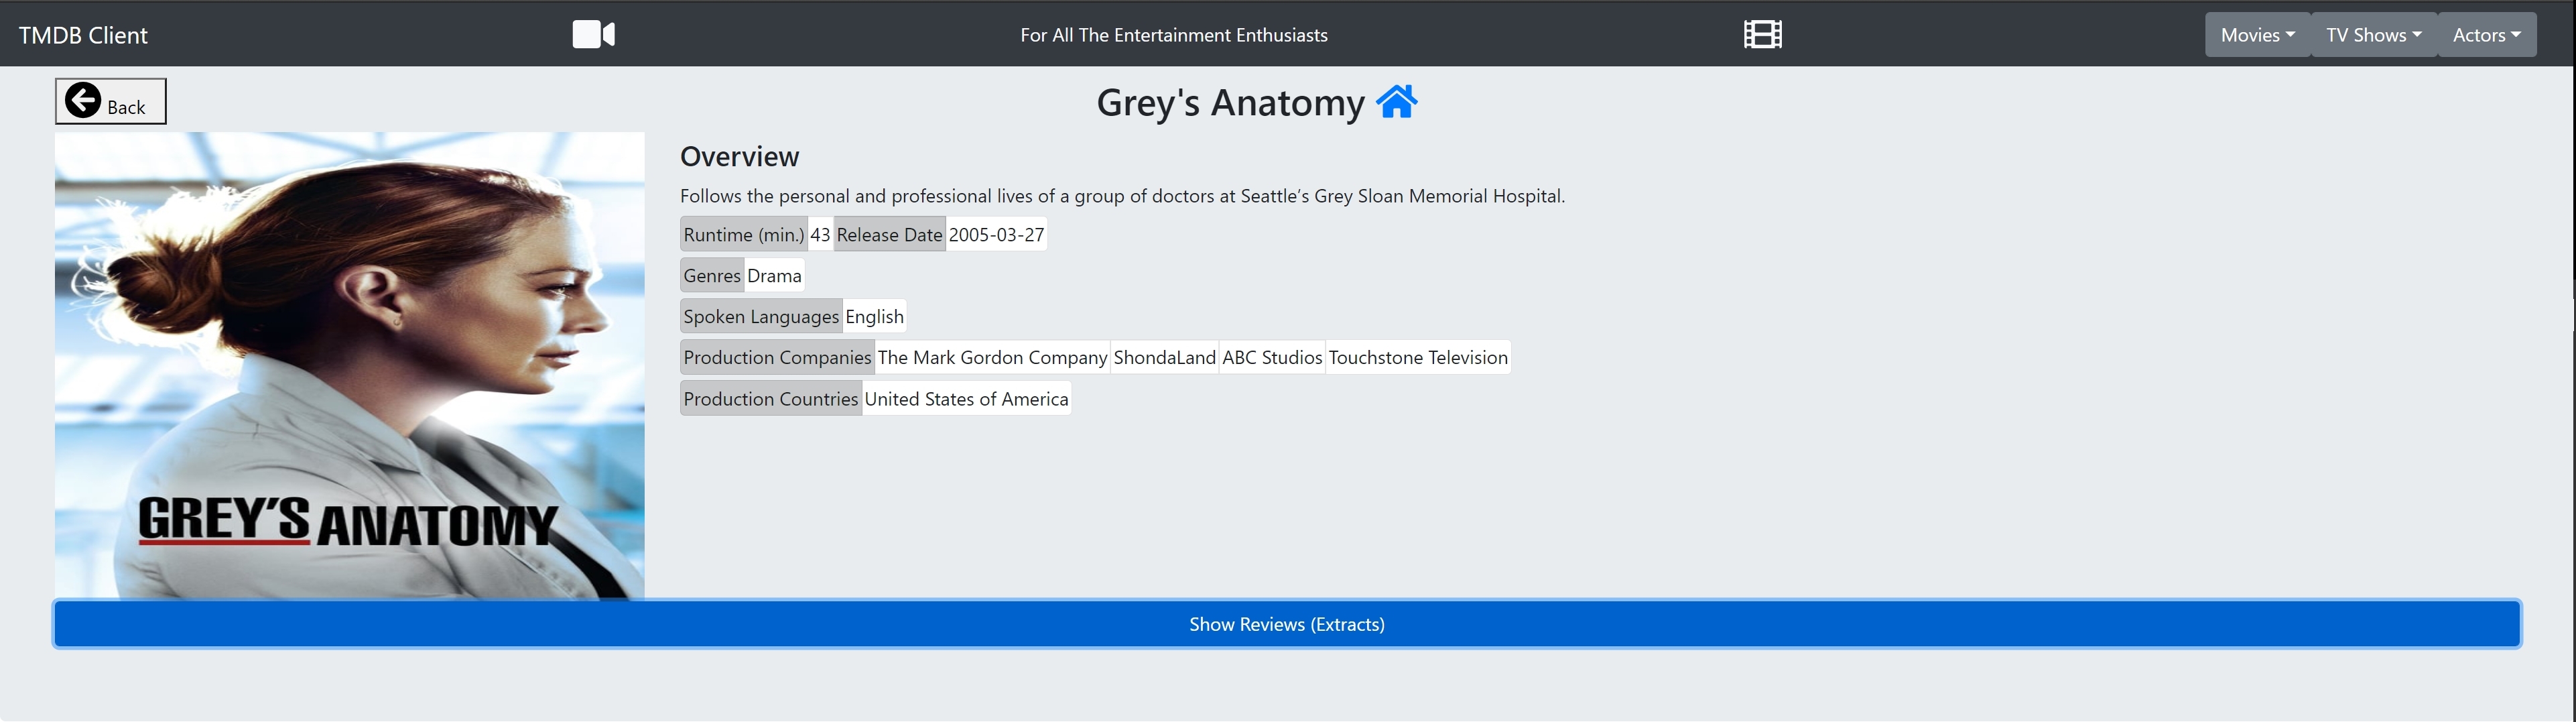 TMDB Client For All The Entertainment Enthusiasts Movies TV Shows Actors
Back
Grey's Anatomy
GREY'S ANATOMY
Overview
Follows the personal and professional lives of a group of doctors at Seattle’s Grey Sloan Memorial Hospital.
Runtime (min.) 43 Release Date 2005-03-27
Genres Drama
Spoken Languages English
Production Companies The Mark Gordon Company ShondaLand ABC Studios Touchstone Television
Production Countries United States of America
Show Reviews (Extracts)